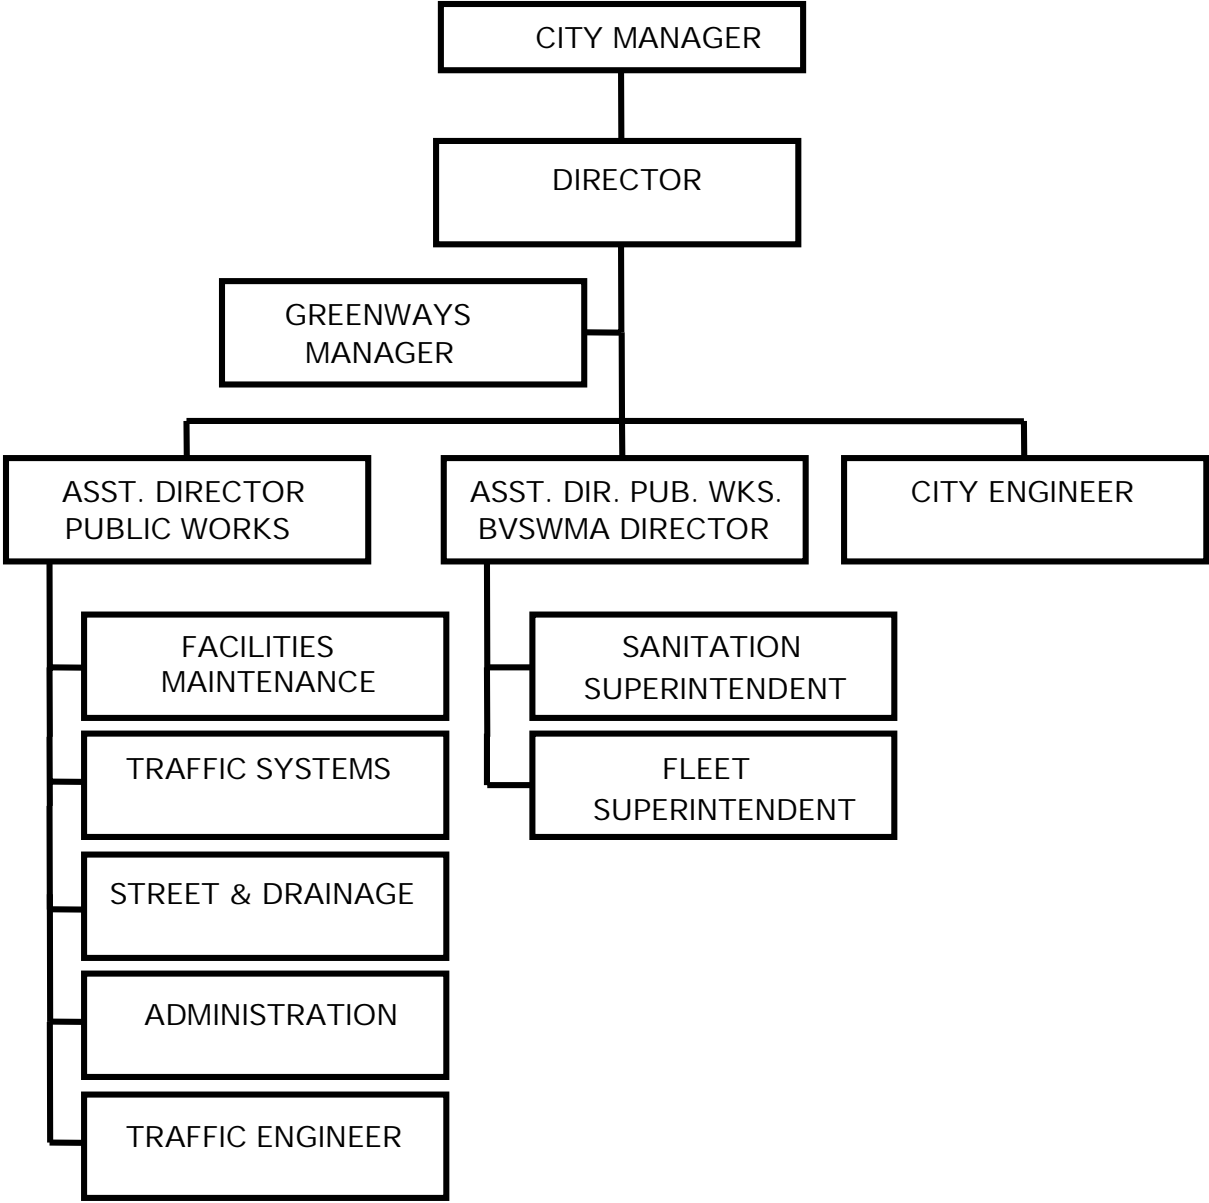 CITY MANAGER
DIRECTOR
GREENWAYS
MANAGER
ASST. DIRECTOR
PUBLIC WORKS
ASST. DIR. PUB. WKS.
BVSWMA DIRECTOR
CITY ENGINEER
FACILITIES
MAINTENANCE
TRAFFIC SYSTEMS
STREET & DRAINAGE
ADMINISTRATION
TRAFFIC ENGINEER
SANITATION
SUPERINTENDENT
FLEET
SUPERINTENDENT